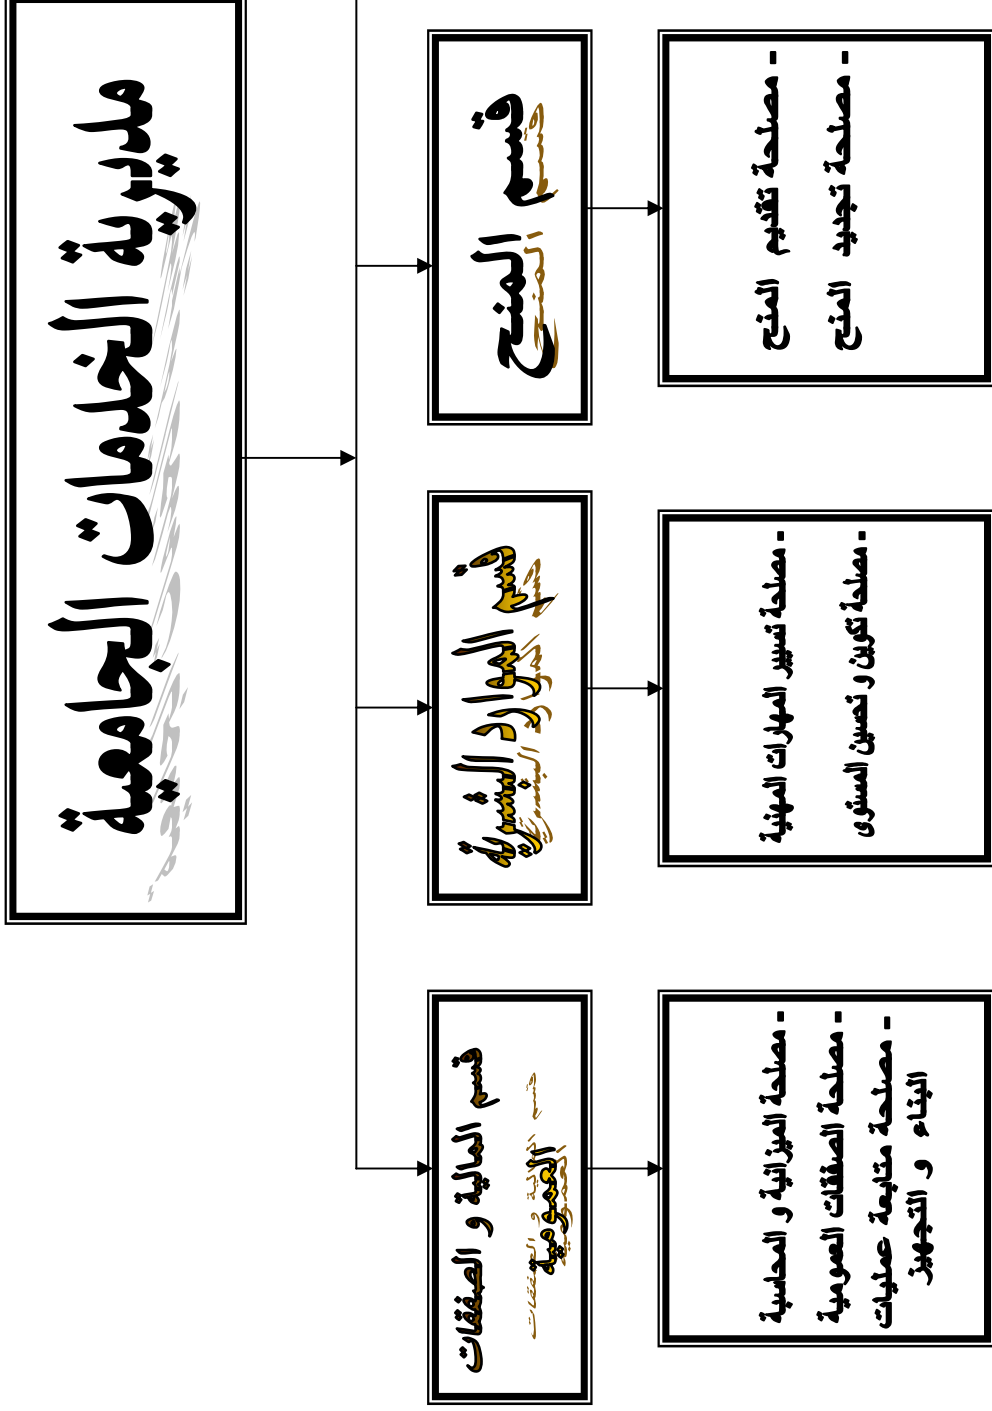 مديرية الخدمات الجامعية
قسم المنح
- مصلحة تقديم المنح
- مصلحة تجديد المنح
قسم الموارد البشرية
- مصلحة تسيير المهارات المهنية
- مصلحة تكوين و تحسين المستوى
قسم المالية و الصفقات
العمومية
- مصلحة الميزانية و المحاسبة
- مصلحة الصفقات العمومية
- مصلحة متابعة عمليات
البناء و التجهيز